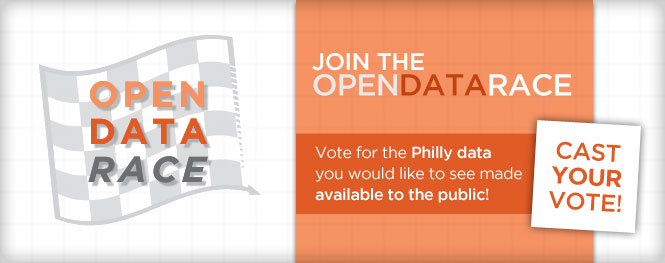 OPEN
DATA
RACE
JOIN THE
OPENDATARACE
Vote for the Philly data
you would like to see made
available to the public!
CAST
YOUR
VOTE!